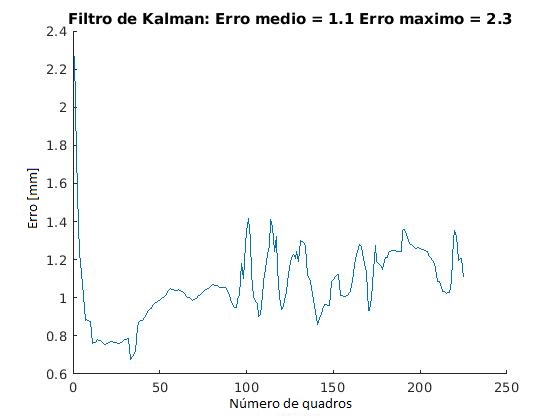 Filtro de Kalman: Erro medio = 1.1 Erro maximo = 2.3
2.4
2.2
2
1.8
1.6
1.4
1.2
1
0.8
0.6
Erro [mm]
0 50 100 150 200 250
Número de quadros